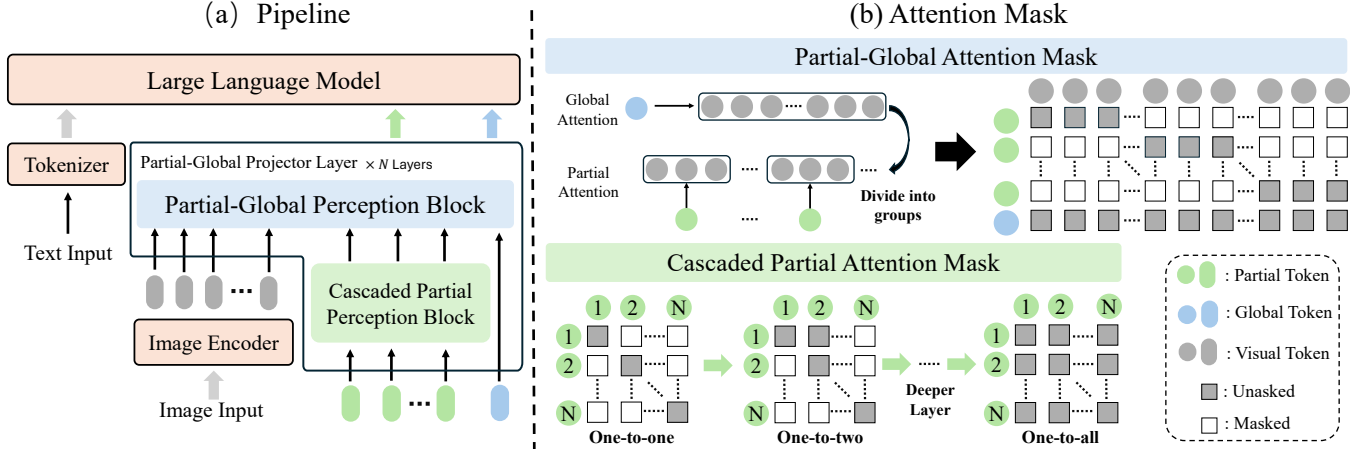 （a） Pipeline
Large Language Model
Tokenizer
Text Input
Partial-Global Projector Layer × N Layers
Partial-Global Perception Block
Cascaded Partial
Perception Block
Image Encoder
Image Input
(b) Attention Mask
Partial-Global Attention Mask
Global
Attention
Partial
Attention
Divide into
groups
Cascaded Partial Attention Mask
1 2 N
1
2
N
One-to-one
1 2 N
1
2
N
One-to-two
Deeper
Layer
1 2 N
1
2
N
One-to-all
: Partial Token
: Global Token
: Visual Token
: Unasked
: Masked